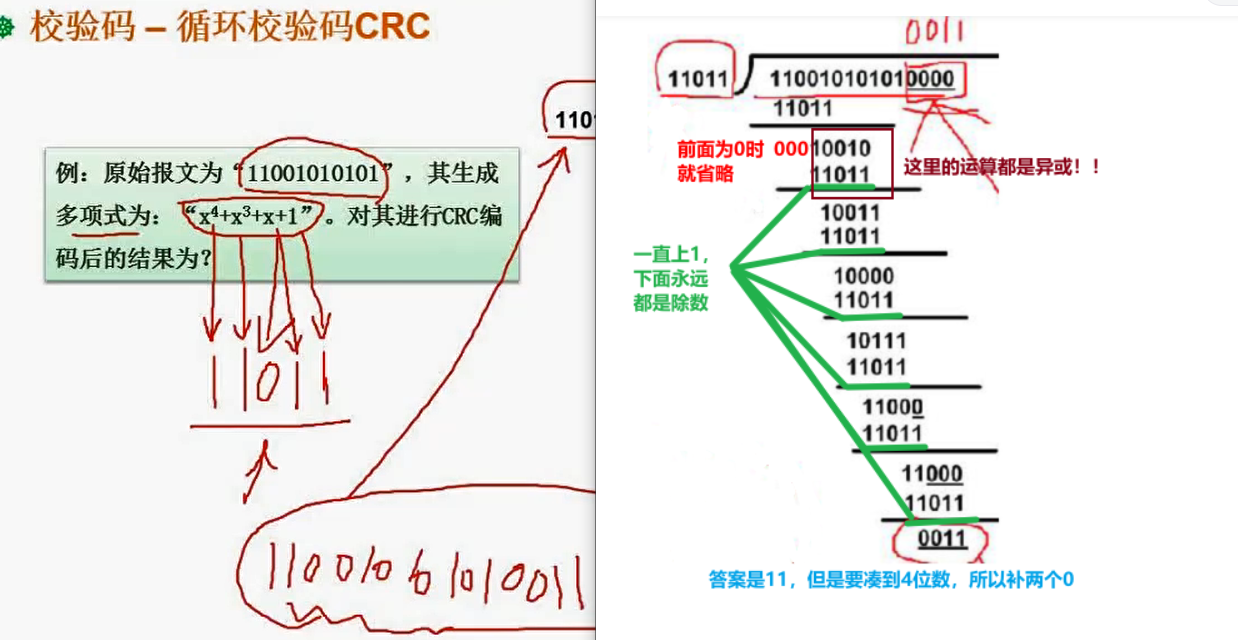 校验码 – 循环校验码CRC
例：原始报文为“11001010101”，其生成
多项式为：“x⁴+x³+x+1”。对其进行CRC编
码后的结果为？
11011
1101
0011
11011
110010101010000
11011
前面为0时 000
就省略
10010
11011
这里的运算都是异或！！
10011
11011
一直上1，
下面永远
都是除数
10000
11011
10111
11011
11000
11011
11000
11011
0011
答案是11，但是要凑到4位数，所以补两个0